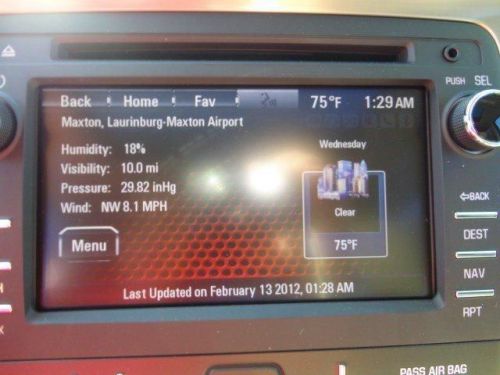 PUSH SEL
Back Home Fav 75°F 1:29 AM
Maxton, Laurinburg-Maxton Airport
Humidity: 18%
Visibility: 10.0 mi
Pressure: 29.82 inHg
Wind: NW 8.1 MPH
Wednesday
Clear
75°F
Menu
Last Updated on February 13 2012, 01:28 AM
BACK
DEST
NAV
RPT
PASS AIR BAG